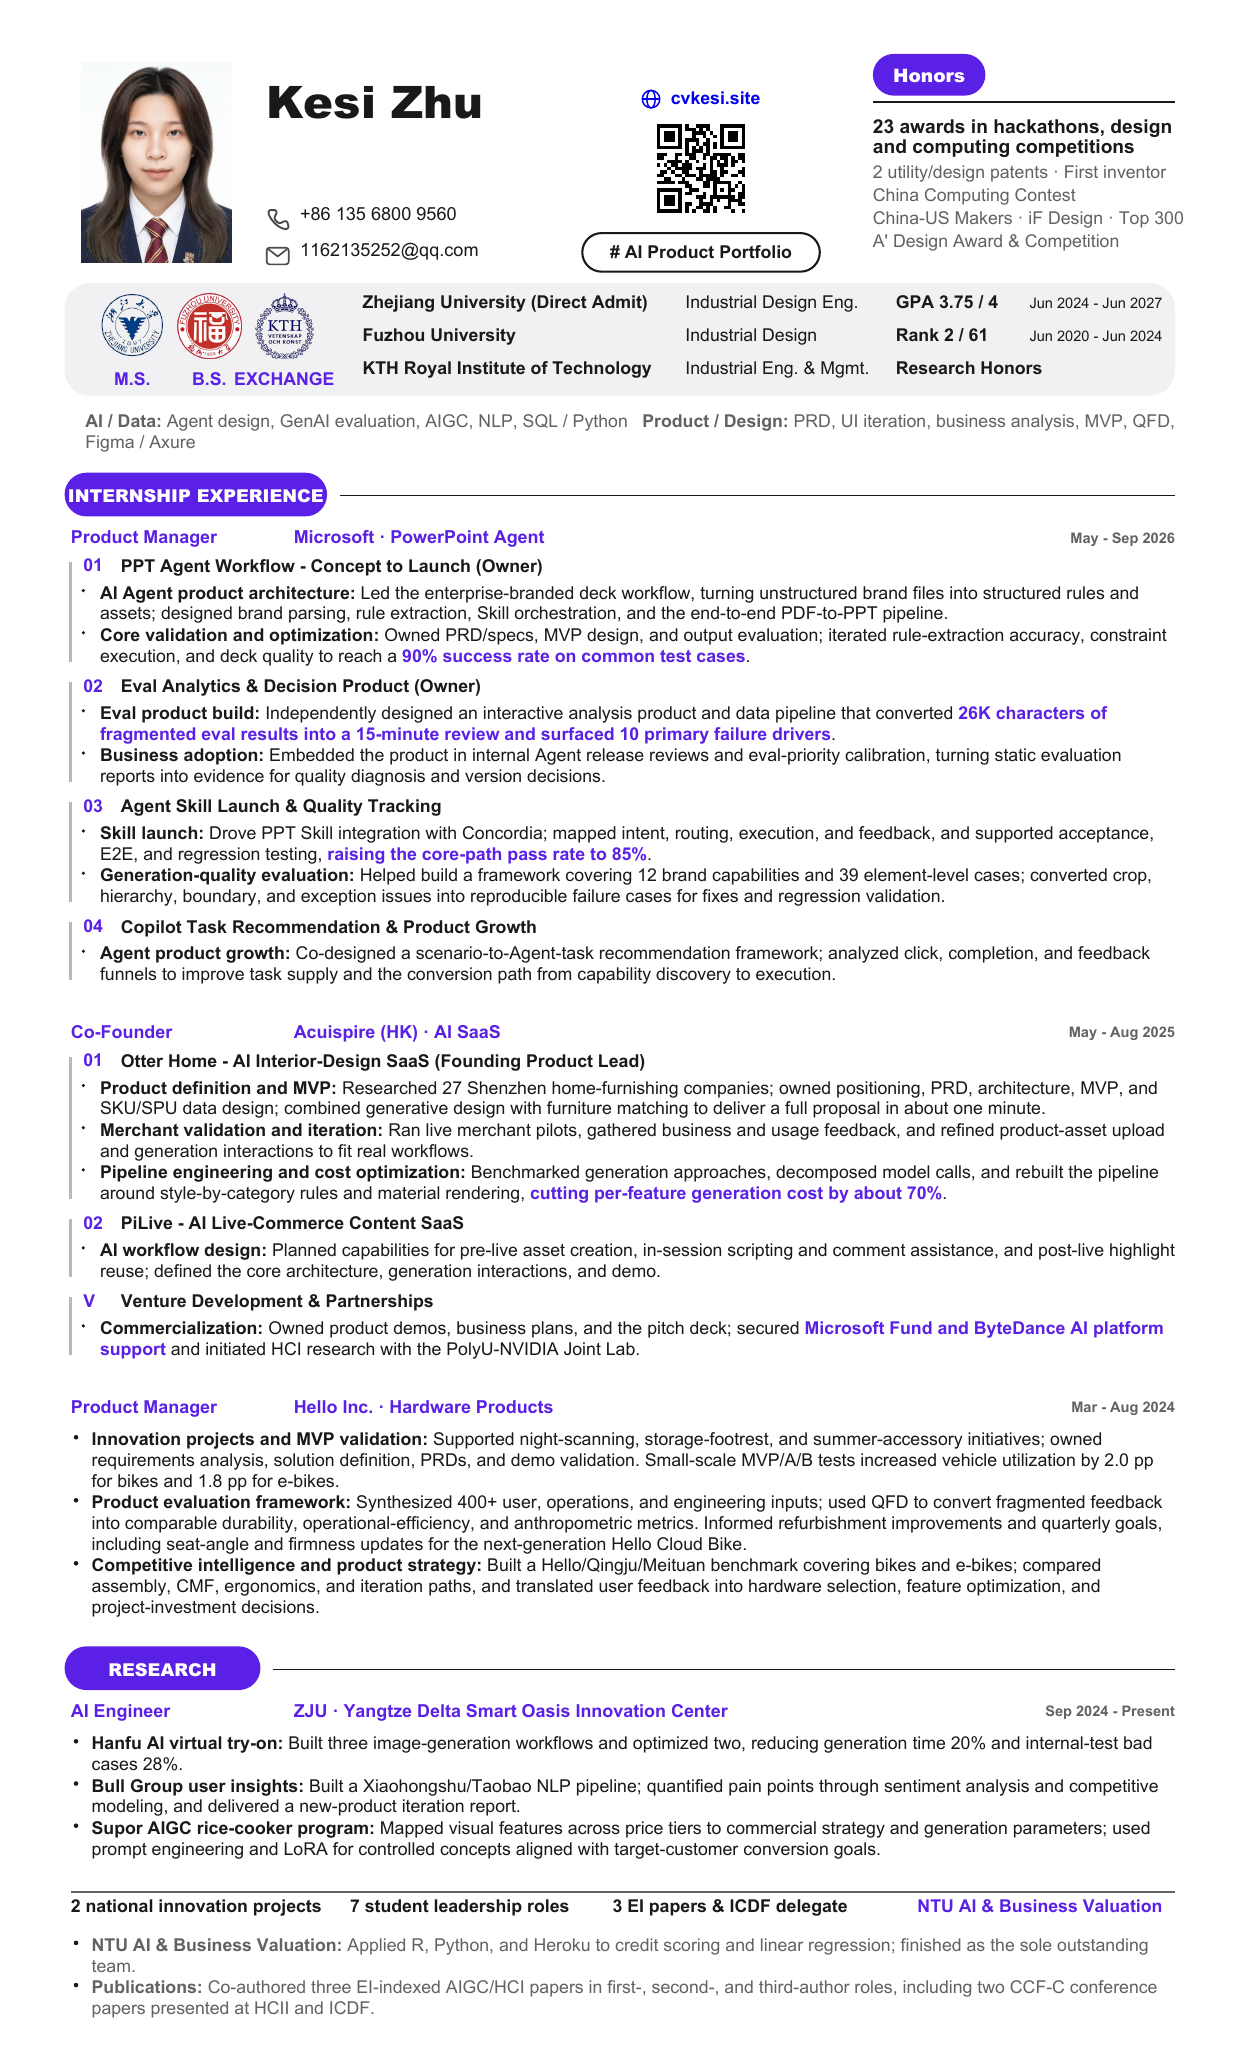 Kesi Zhu
+86 135 6800 9560
1162135252@qq.com
cvkesi.site
# AI Product Portfolio
Honors
23 awards in hackathons, design
and computing competitions
2 utility/design patents · First inventor
China Computing Contest
China-US Makers · iF Design · Top 300
A' Design Award & Competition
ZHEJIANG UNIVERSITY
1897
FUZHOU UNIVERSITY
福
1958
KTH
VETENSKAP
OCH KONST
M.S. B.S. EXCHANGE
Zhejiang University (Direct Admit) Industrial Design Eng. GPA 3.75 / 4 Jun 2024 - Jun 2027
Fuzhou University Industrial Design Rank 2 / 61 Jun 2020 - Jun 2024
KTH Royal Institute of Technology Industrial Eng. & Mgmt. Research Honors
AI / Data: Agent design, GenAI evaluation, AIGC, NLP, SQL / Python Product / Design: PRD, UI iteration, business analysis, MVP, QFD,
Figma / Axure
INTERNSHIP EXPERIENCE
Product Manager Microsoft · PowerPoint Agent May - Sep 2026
01 PPT Agent Workflow - Concept to Launch (Owner)
· AI Agent product architecture: Led the enterprise-branded deck workflow, turning unstructured brand files into structured rules and
assets; designed brand parsing, rule extraction, Skill orchestration, and the end-to-end PDF-to-PPT pipeline.
· Core validation and optimization: Owned PRD/specs, MVP design, and output evaluation; iterated rule-extraction accuracy, constraint
execution, and deck quality to reach a 90% success rate on common test cases.
02 Eval Analytics & Decision Product (Owner)
· Eval product build: Independently designed an interactive analysis product and data pipeline that converted 26K characters of
fragmented eval results into a 15-minute review and surfaced 10 primary failure drivers.
· Business adoption: Embedded the product in internal Agent release reviews and eval-priority calibration, turning static evaluation
reports into evidence for quality diagnosis and version decisions.
03 Agent Skill Launch & Quality Tracking
· Skill launch: Drove PPT Skill integration with Concordia; mapped intent, routing, execution, and feedback, and supported acceptance,
E2E, and regression testing, raising the core-path pass rate to 85%.
· Generation-quality evaluation: Helped build a framework covering 12 brand capabilities and 39 element-level cases; converted crop,
hierarchy, boundary, and exception issues into reproducible failure cases for fixes and regression validation.
04 Copilot Task Recommendation & Product Growth
· Agent product growth: Co-designed a scenario-to-Agent-task recommendation framework; analyzed click, completion, and feedback
funnels to improve task supply and the conversion path from capability discovery to execution.
Co-Founder Acuispire (HK) · AI SaaS May - Aug 2025
01 Otter Home - AI Interior-Design SaaS (Founding Product Lead)
· Product definition and MVP: Researched 27 Shenzhen home-furnishing companies; owned positioning, PRD, architecture, MVP, and
SKU/SPU data design; combined generative design with furniture matching to deliver a full proposal in about one minute.
· Merchant validation and iteration: Ran live merchant pilots, gathered business and usage feedback, and refined product-asset upload
and generation interactions to fit real workflows.
· Pipeline engineering and cost optimization: Benchmarked generation approaches, decomposed model calls, and rebuilt the pipeline
around style-by-category rules and material rendering, cutting per-feature generation cost by about 70%.
02 PiLive - AI Live-Commerce Content SaaS
· AI workflow design: Planned capabilities for pre-live asset creation, in-session scripting and comment assistance, and post-live highlight
reuse; defined the core architecture, generation interactions, and demo.
V Venture Development & Partnerships
· Commercialization: Owned product demos, business plans, and the pitch deck; secured Microsoft Fund and ByteDance AI platform
support and initiated HCI research with the PolyU-NVIDIA Joint Lab.
Product Manager Hello Inc. · Hardware Products Mar - Aug 2024
• Innovation projects and MVP validation: Supported night-scanning, storage-footrest, and summer-accessory initiatives; owned
requirements analysis, solution definition, PRDs, and demo validation. Small-scale MVP/A/B tests increased vehicle utilization by 2.0 pp
for bikes and 1.8 pp for e-bikes.
• Product evaluation framework: Synthesized 400+ user, operations, and engineering inputs; used QFD to convert fragmented feedback
into comparable durability, operational-efficiency, and anthropometric metrics. Informed refurbishment improvements and quarterly goals,
including seat-angle and firmness updates for the next-generation Hello Cloud Bike.
• Competitive intelligence and product strategy: Built a Hello/Qingju/Meituan benchmark covering bikes and e-bikes; compared
assembly, CMF, ergonomics, and iteration paths, and translated user feedback into hardware selection, feature optimization, and
project-investment decisions.
RESEARCH
AI Engineer ZJU · Yangtze Delta Smart Oasis Innovation Center Sep 2024 - Present
• Hanfu AI virtual try-on: Built three image-generation workflows and optimized two, reducing generation time 20% and internal-test bad
cases 28%.
• Bull Group user insights: Built a Xiaohongshu/Taobao NLP pipeline; quantified pain points through sentiment analysis and competitive
modeling, and delivered a new-product iteration report.
• Supor AIGC rice-cooker program: Mapped visual features across price tiers to commercial strategy and generation parameters; used
prompt engineering and LoRA for controlled concepts aligned with target-customer conversion goals.
2 national innovation projects 7 student leadership roles 3 EI papers & ICDF delegate NTU AI & Business Valuation
• NTU AI & Business Valuation: Applied R, Python, and Heroku to credit scoring and linear regression; finished as the sole outstanding
team.
• Publications: Co-authored three EI-indexed AIGC/HCI papers in first-, second-, and third-author roles, including two CCF-C conference
papers presented at HCII and ICDF.